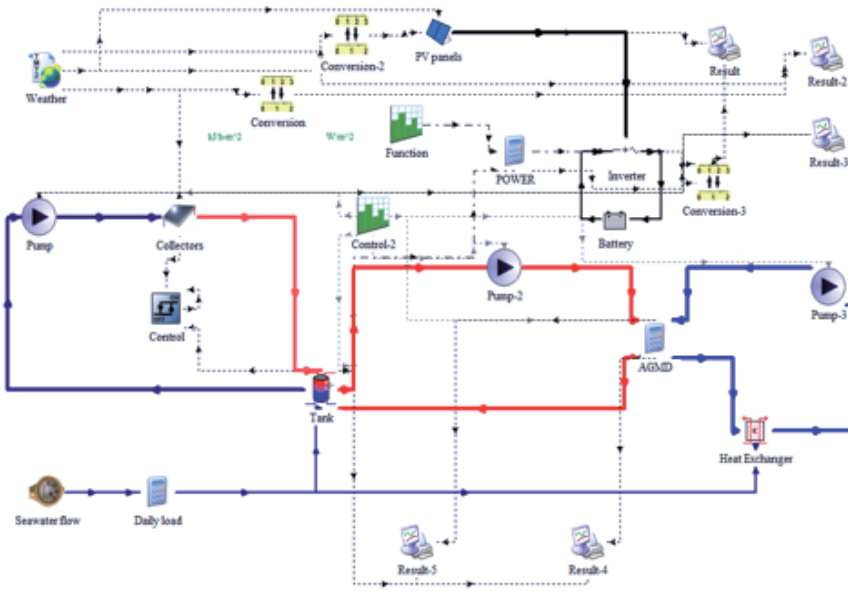 PV panels
Result
Conversion-2
Result-2
Weather
Conversion
kJ/h·m^2
W/m^2
Function
Result-3
POWER
Inverter
Conversion-3
Pump
Collectors
Control-2
Battery
Pump-2
Pump-3
Control
AGMD
Tank
Heat Exchanger
Seawater flow
Daily load
Result-5
Result-4